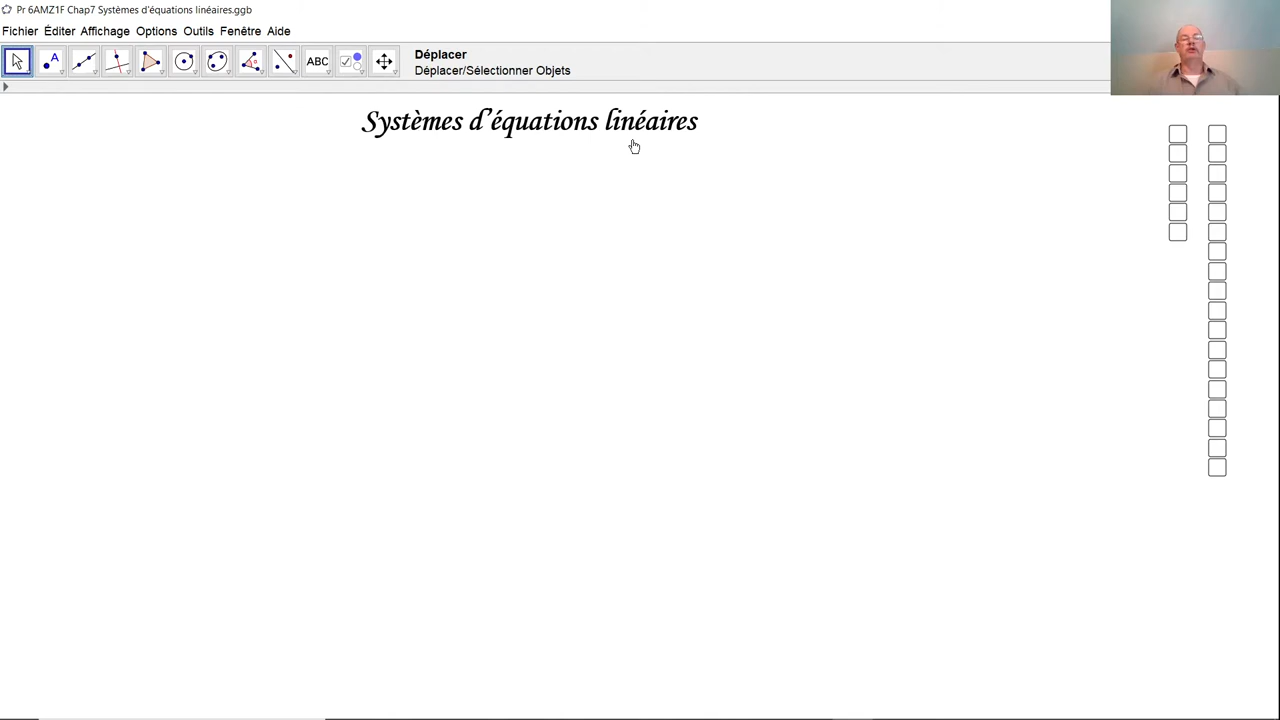 Pr 6AMZ1F Chap7 Systèmes d'équations linéaires.ggb
Fichier Éditer Affichage Options Outils Fenêtre Aide
A
ABC
Déplacer
Déplacer/Sélectionner Objets
Systèmes d'équations linéaires